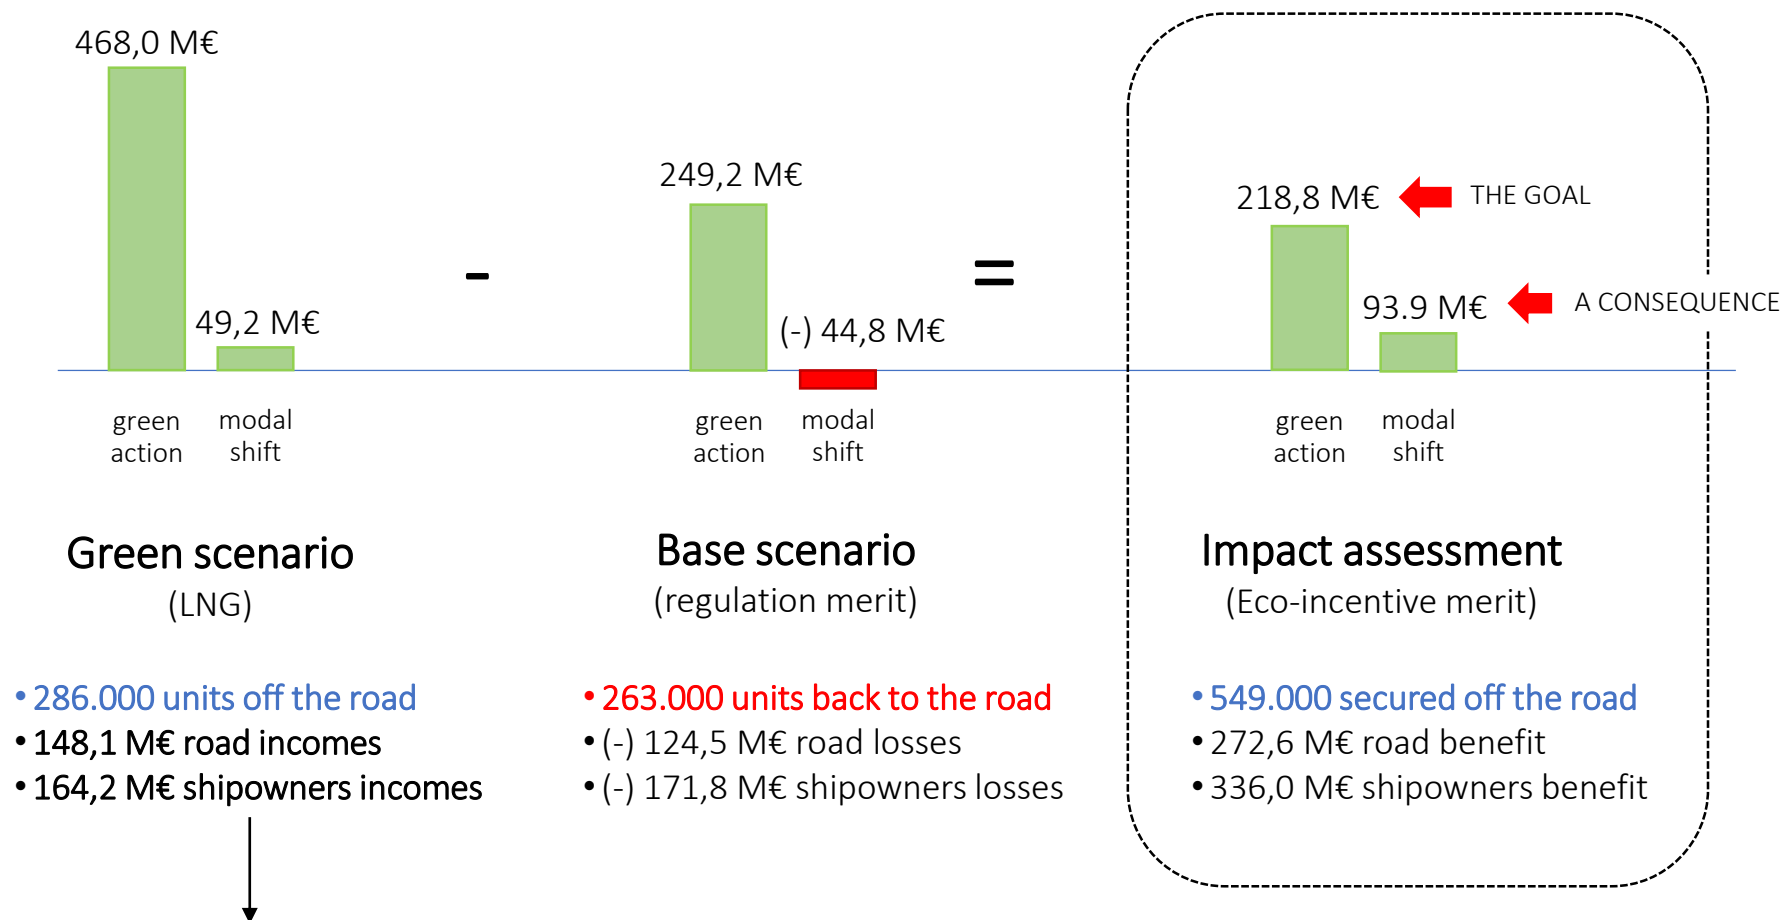 468,0 M€
49,2 M€
green
action
modal
shift
-
249,2 M€
(-) 44,8 M€
green
action
modal
shift
=
218,8 M€
THE GOAL
93.9 M€
A CONSEQUENCE
green
action
modal
shift
Green scenario
(LNG)
• 286.000 units off the road
• 148,1 M€ road incomes
• 164,2 M€ shipowners incomes
Base scenario
(regulation merit)
• 263.000 units back to the road
• (-) 124,5 M€ road losses
• (-) 171,8 M€ shipowners losses
Impact assessment
(Eco-incentive merit)
• 549.000 secured off the road
• 272,6 M€ road benefit
• 336,0 M€ shipowners benefit